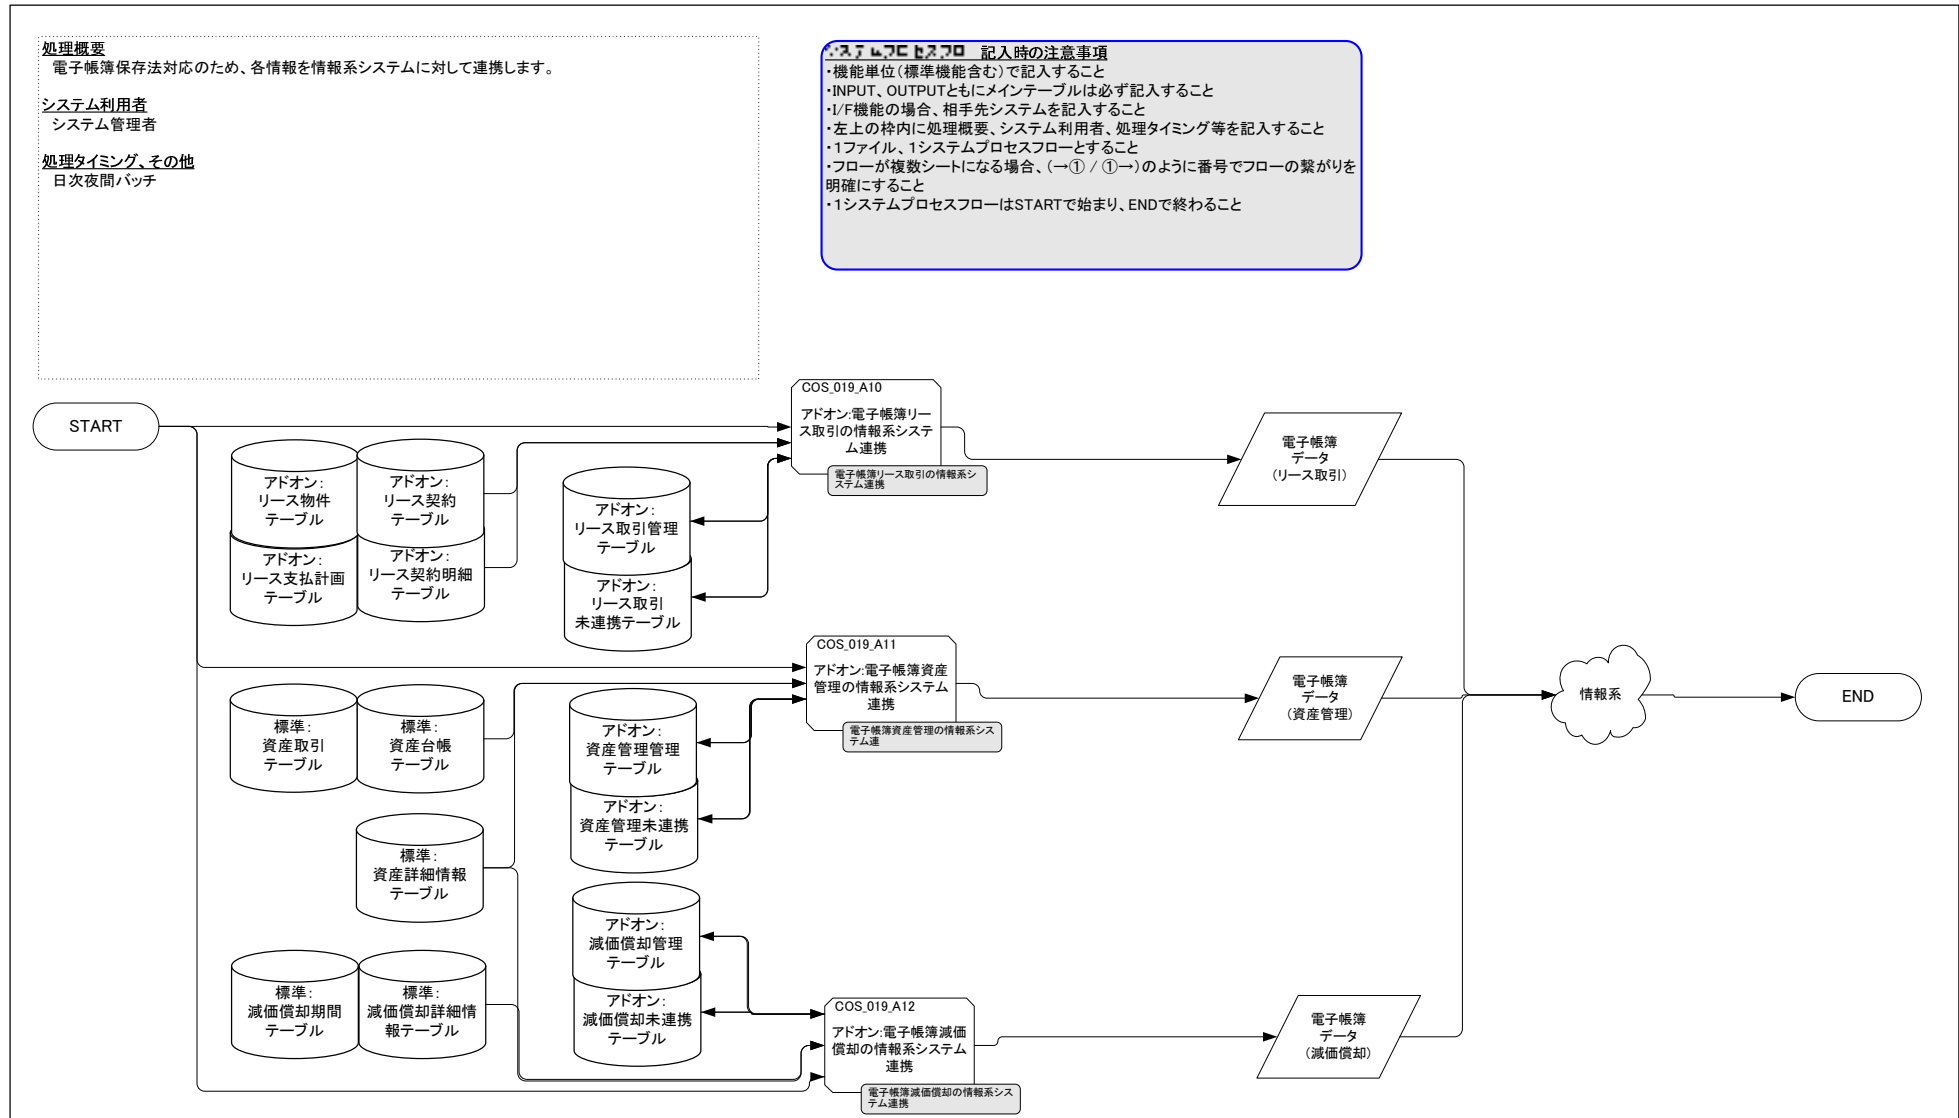 処理概要
電子帳簿保存法対応のため、各情報を情報系システムに対して連携します。
システム利用者
システム管理者
処理タイミング、その他
日次夜間バッチ
記入時の注意事項
・機能単位（標準機能含む）で記入すること
・INPUT、OUTPUTともにメインテーブルは必ず記入すること
・I/F機能の場合、相手先システムを記入すること
・左上の枠内に処理概要、システム利用者、処理タイミング等を記入すること
・1ファイル、1システムプロセスフローとすること
・フローが複数シートになる場合、（→① / ①→）のように番号でフローの繋がりを
明確にすること
・1システムプロセスフローはSTARTで始まり、ENDで終わること
START
COS_019_A10
アドオン:電子帳簿リー
ス取引の情報系システ
ム連携
電子帳簿リース取引の情報系シ
ステム連携
電子帳簿
データ
（リース取引）
アドオン：
リース物件
テーブル
アドオン：
リース契約
テーブル
アドオン：
リース支払計画
テーブル
アドオン：
リース契約明細
テーブル
アドオン：
リース取引管理
テーブル
アドオン：
リース取引
未連携テーブル
COS_019_A11
アドオン:電子帳簿資産
管理の情報系システム
連携
電子帳簿資産管理の情報系シス
テム連
電子帳簿
データ
（資産管理）
情報系
END
標準：
資産取引
テーブル
標準：
資産台帳
テーブル
アドオン：
資産管理管理
テーブル
アドオン：
資産管理未連携
テーブル
標準：
資産詳細情報
テーブル
アドオン：
減価償却管理
テーブル
アドオン：
減価償却未連携
テーブル
標準：
減価償却期間
テーブル
標準：
減価償却詳細情
報テーブル
COS_019_A12
アドオン:電子帳簿減価
償却の情報系システム
連携
電子帳簿減価償却の情報系シス
テム連携
電子帳簿
データ
（減価償却）